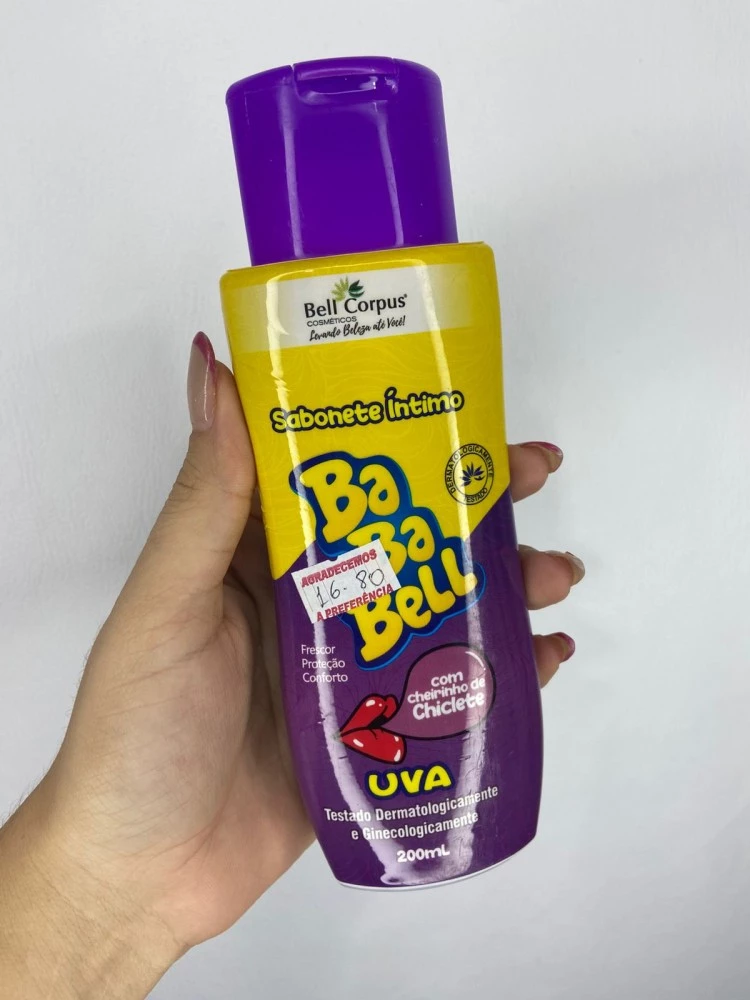 Bell Corpus®
COSMÉTICOS
Levando Beleza até Você!
Sabonete Íntimo
DERMATOLOGICAMENTE
TESTADO
Ba
Ba
Bell
AGRADECEMOS
16-80
A PREFERÊNCIA
Frescor
Proteção
Conforto
com
cheirinho de
Chiclete
UVA
Testado Dermatologicamente
e Ginecologicamente
200mL